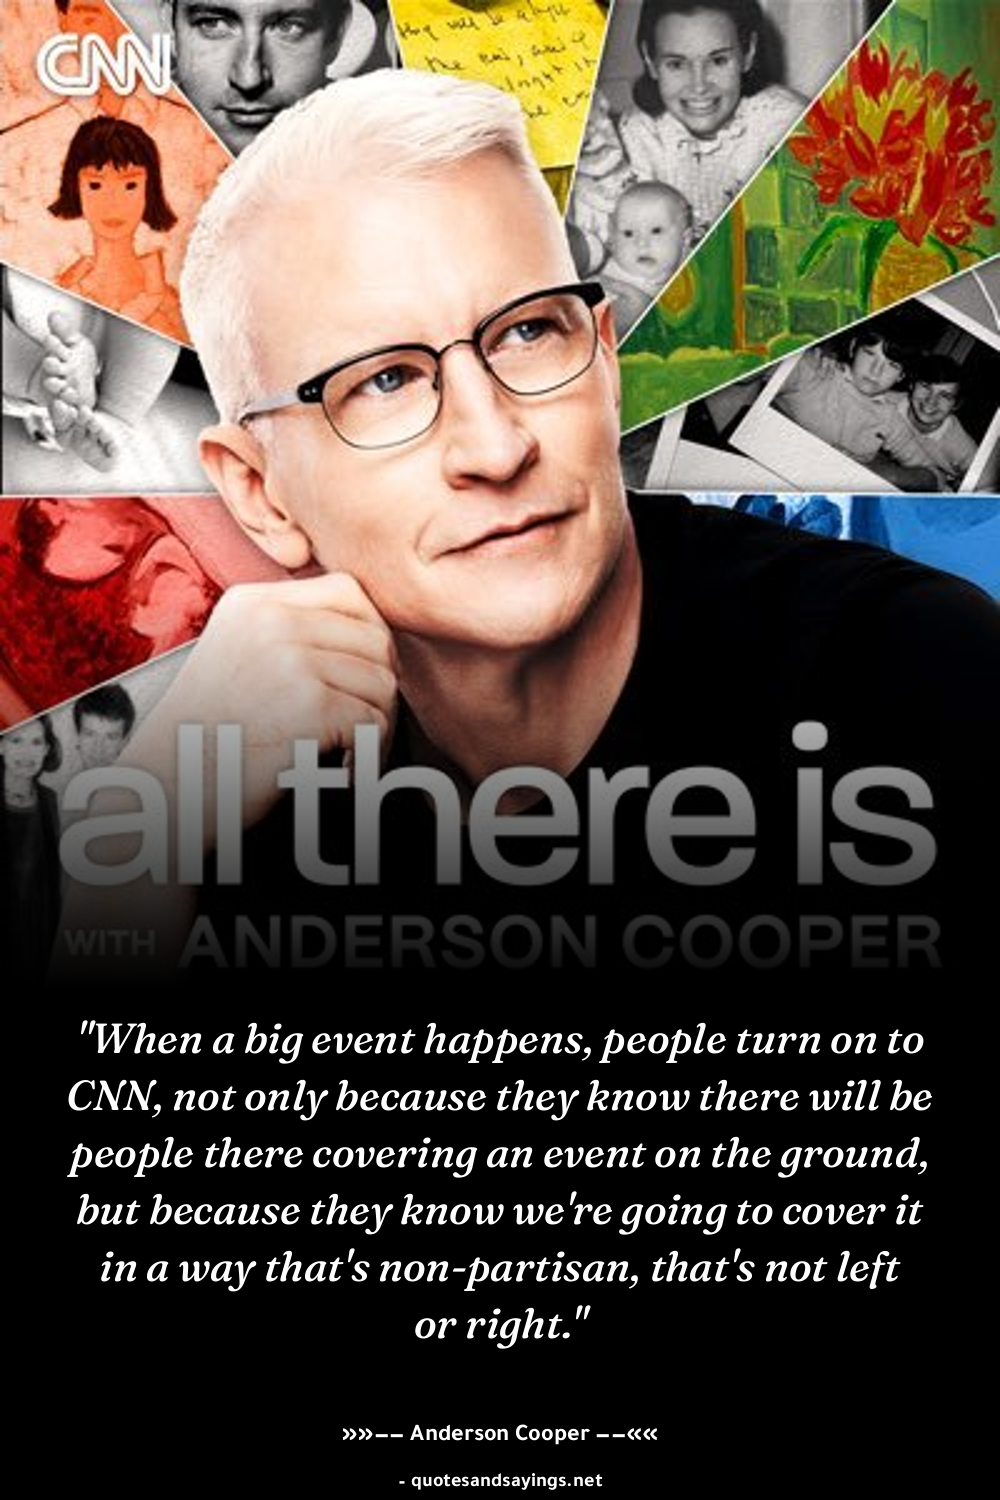 CNN
all there is
WITH ANDERSON COOPER
"When a big event happens, people turn on to
CNN, not only because they know there will be
people there covering an event on the ground,
but because they know we're going to cover it
in a way that's non-partisan, that's not left
or right."
»»–– Anderson Cooper ––««
- quotesandsayings.net